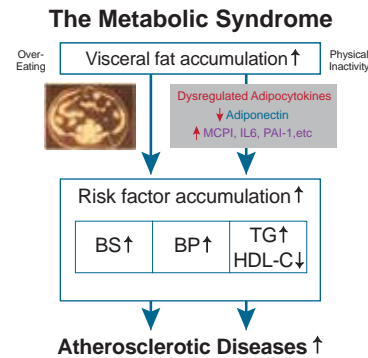 The Metabolic Syndrome
Over-
Eating
Visceral fat accumulation ↑
Physical
Inactivity
Dysregulated Adipocytokines
↓ Adiponectin
↑ MCPI, IL6, PAI-1,etc
Risk factor accumulation ↑
BS ↑
BP ↑
TG ↑
HDL-C ↓
Atherosclerotic Diseases ↑